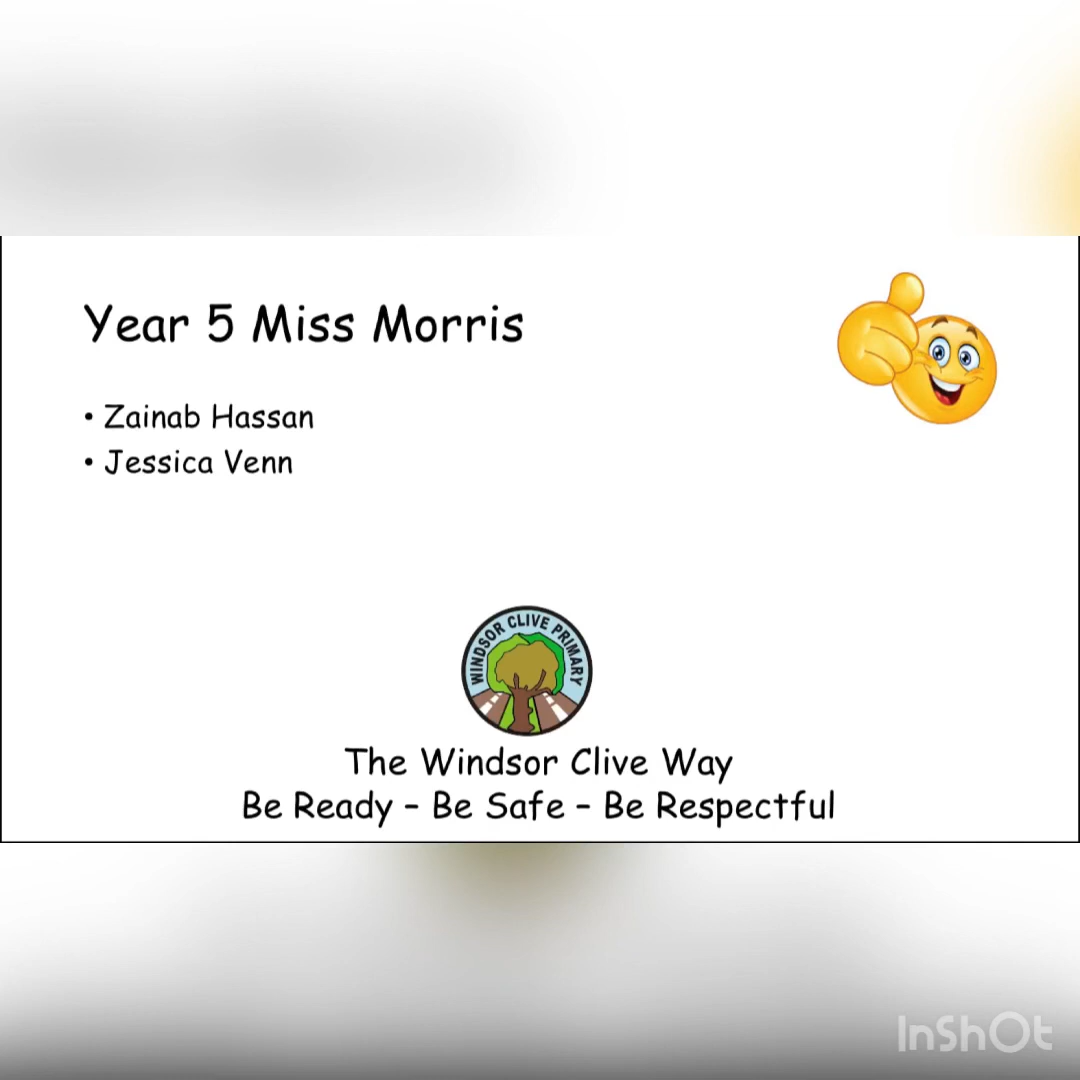 Year 5 Miss Morris
• Zainab Hassan
• Jessica Venn
WINDSOR CLIVE PRIMARY
The Windsor Clive Way
Be Ready – Be Safe – Be Respectful
InShOt